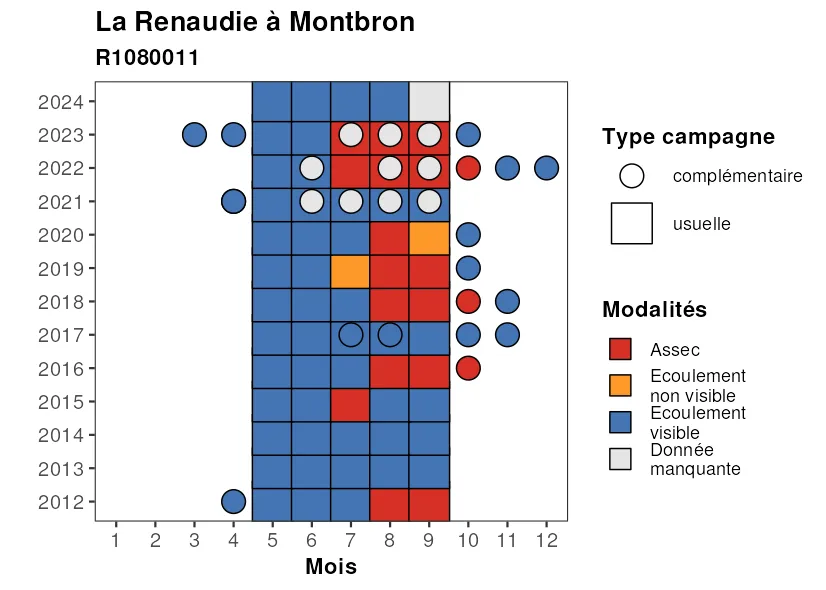 La Renaudie à Montbron
R1080011
2024
2023
2022
2021
2020
2019
2018
2017
2016
2015
2014
2013
2012
1 2 3 4 5 6 7 8 9 10 11 12
Mois
Type campagne
complémentaire
usuelle
Modalités
Assec
Ecoulement
non visible
Ecoulement
visible
Donnée
manquante